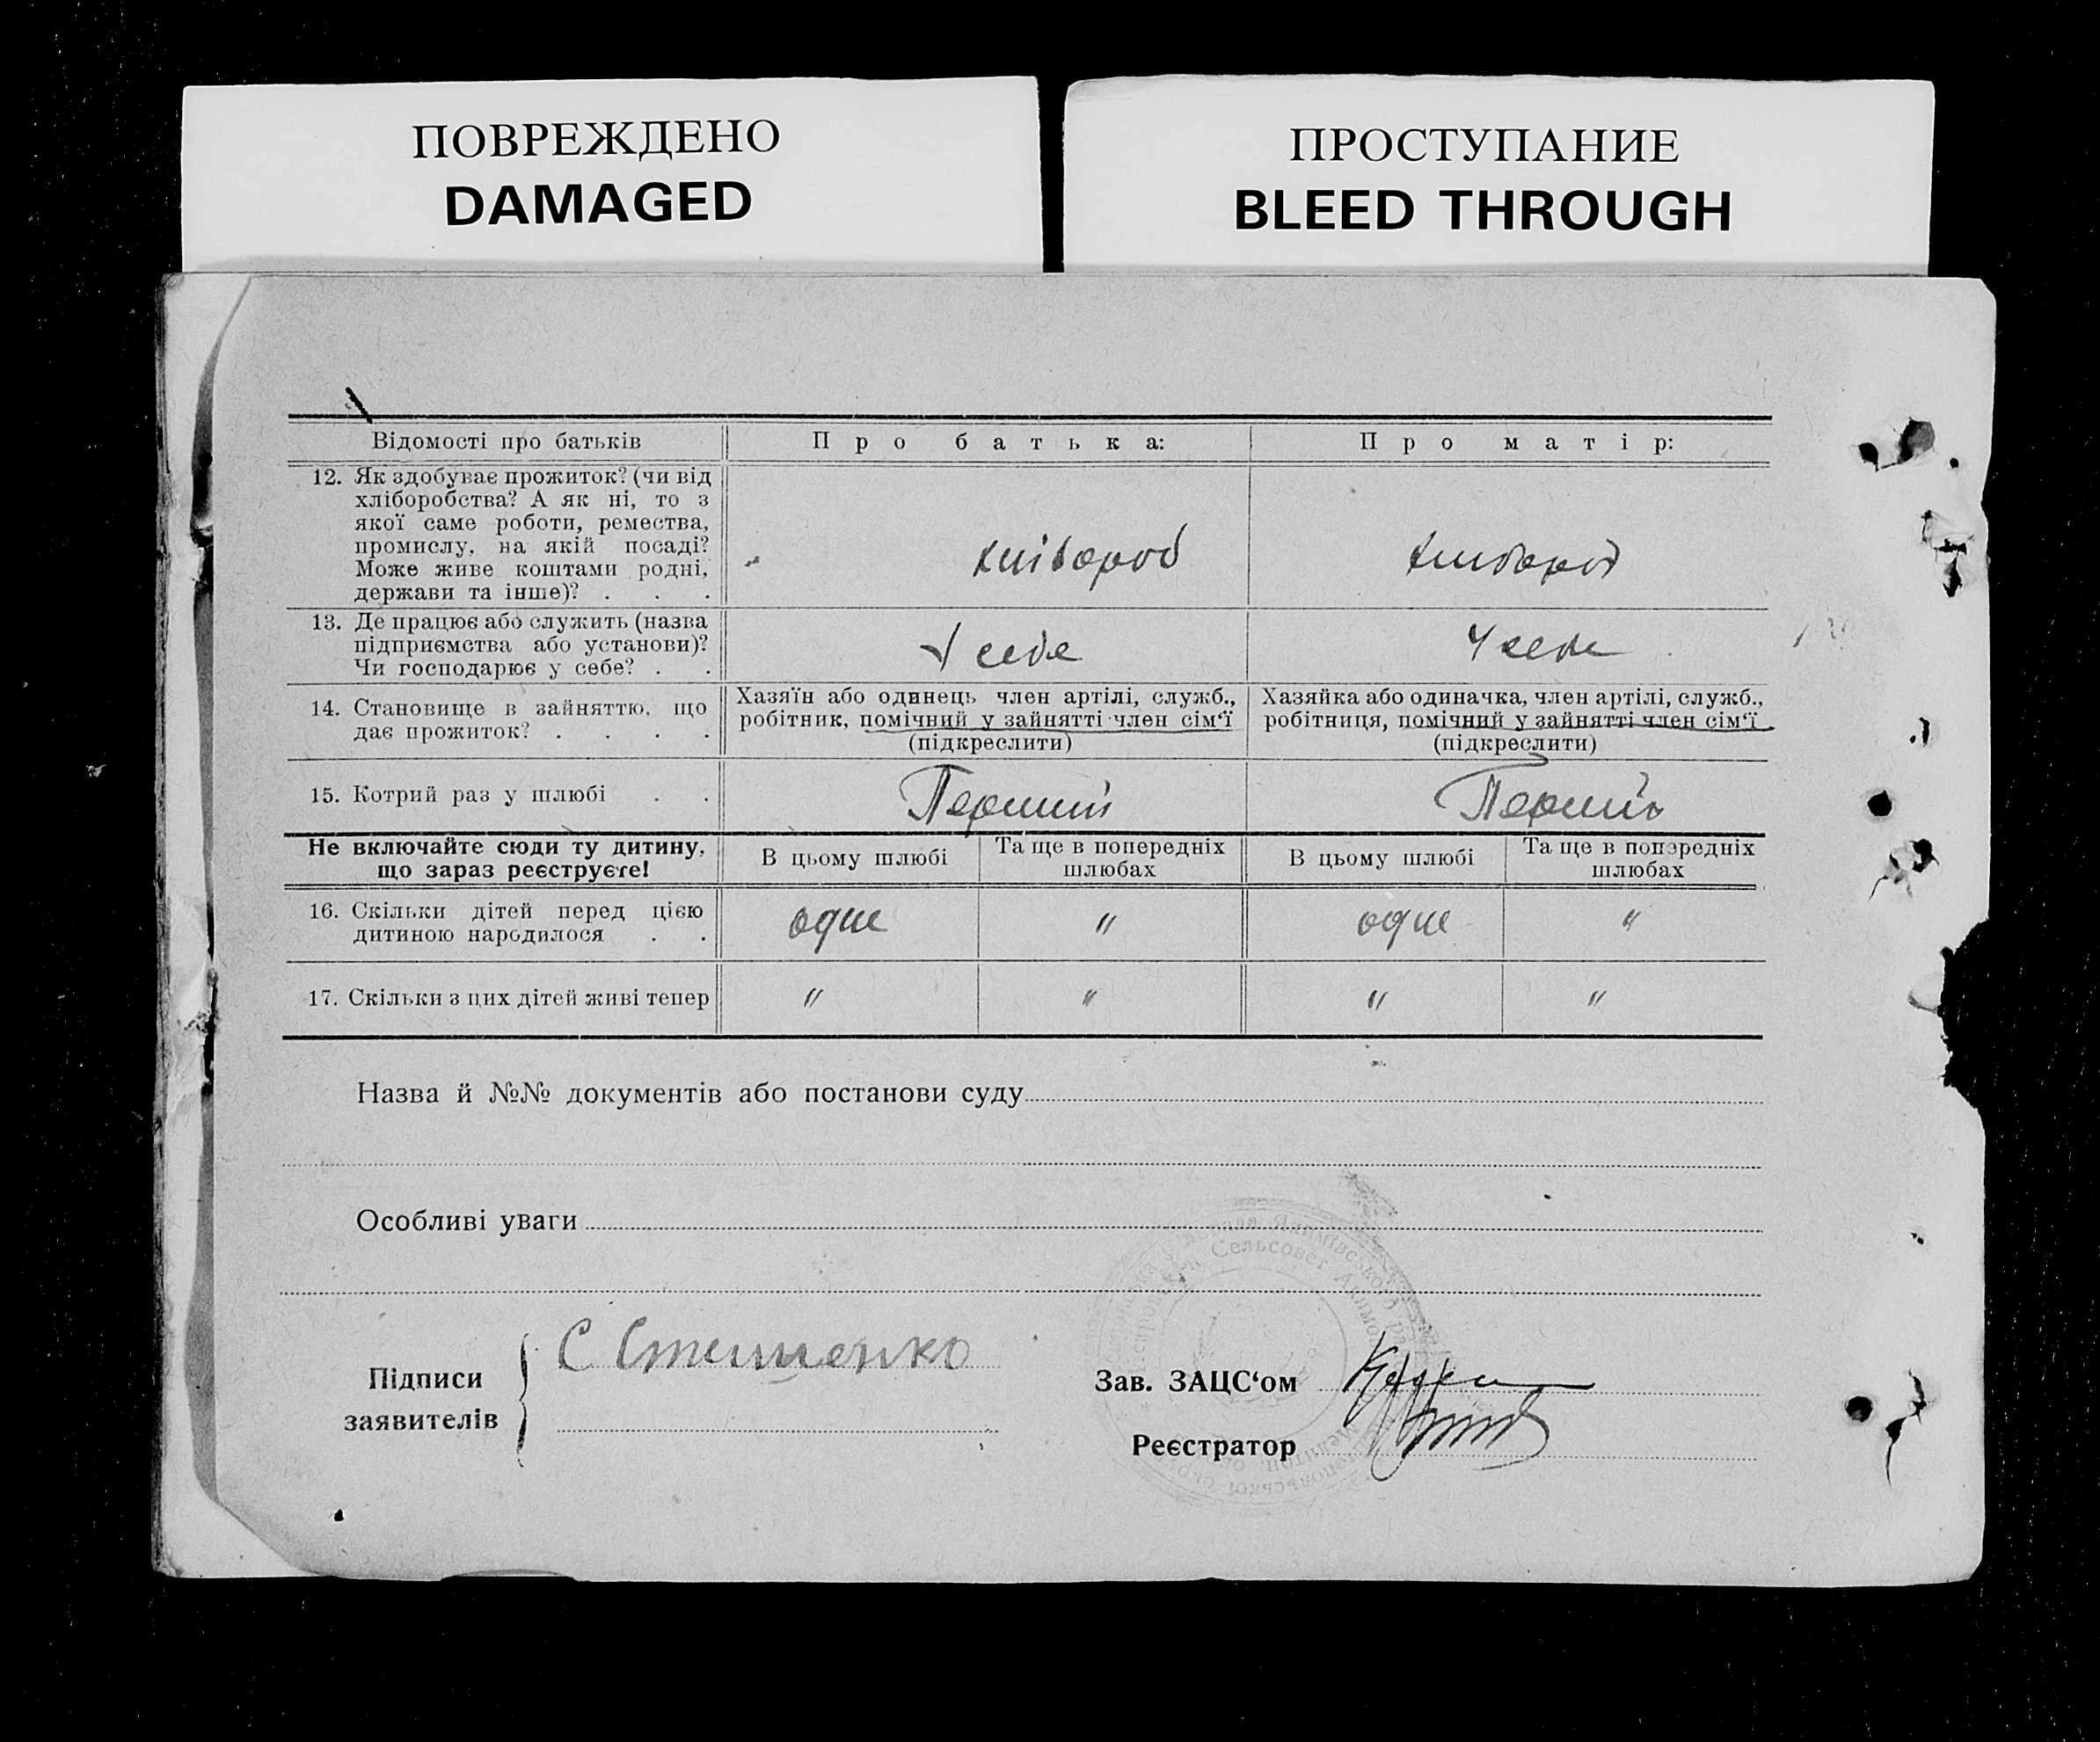 ПОВРЕЖДЕНО
DAMAGED
ПРОСТУПАНИЕ
BLEED THROUGH
Відомості про батьків
Про батька:
Про матір:
12. Як здобуває прожиток? (чи від
хліборобства? А як ні, то з
якої саме роботи, ремества,
промислу, на якій посаді?
Може живе коштами родні,
держави та інше)? . . .
хлібороб
хлібороб
13. Де працює або служить (назва
підприємства або установи)?
Чи господарює у себе? . .
У себе
У себе
14. Становище в зайняттю, що
дає прожиток? . . . .
Хазяїн або одинець член артілі, служб.,
робітник, помічний у зайнятті член сім‘ї
(підкреслити)
Хазяйка або одиначка, член артілі, служб.,
робітниця, помічний у зайнятті член сім‘ї
(підкреслити)
15. Котрий раз у шлюбі . .
Перший
Перший
Не включайте сюди ту дитину,
що зараз реєструєте!
В цьому шлюбі
Та ще в попередніх
шлюбах
В цьому шлюбі
Та ще в попередніх
шлюбах
16. Скільки дітей перед цією
дитиною народилося . .
одне
"
одне
"
17. Скільки з цих дітей живі тепер
"
"
"
"
Назва й №№ документів або постанови суду
Особливі уваги
Підписи
заявителів
С Стешенко
Зав. ЗАЦС‘ом
Реєстратор
Якимівського
Сельсовет Акимо
Мелитоп. ок